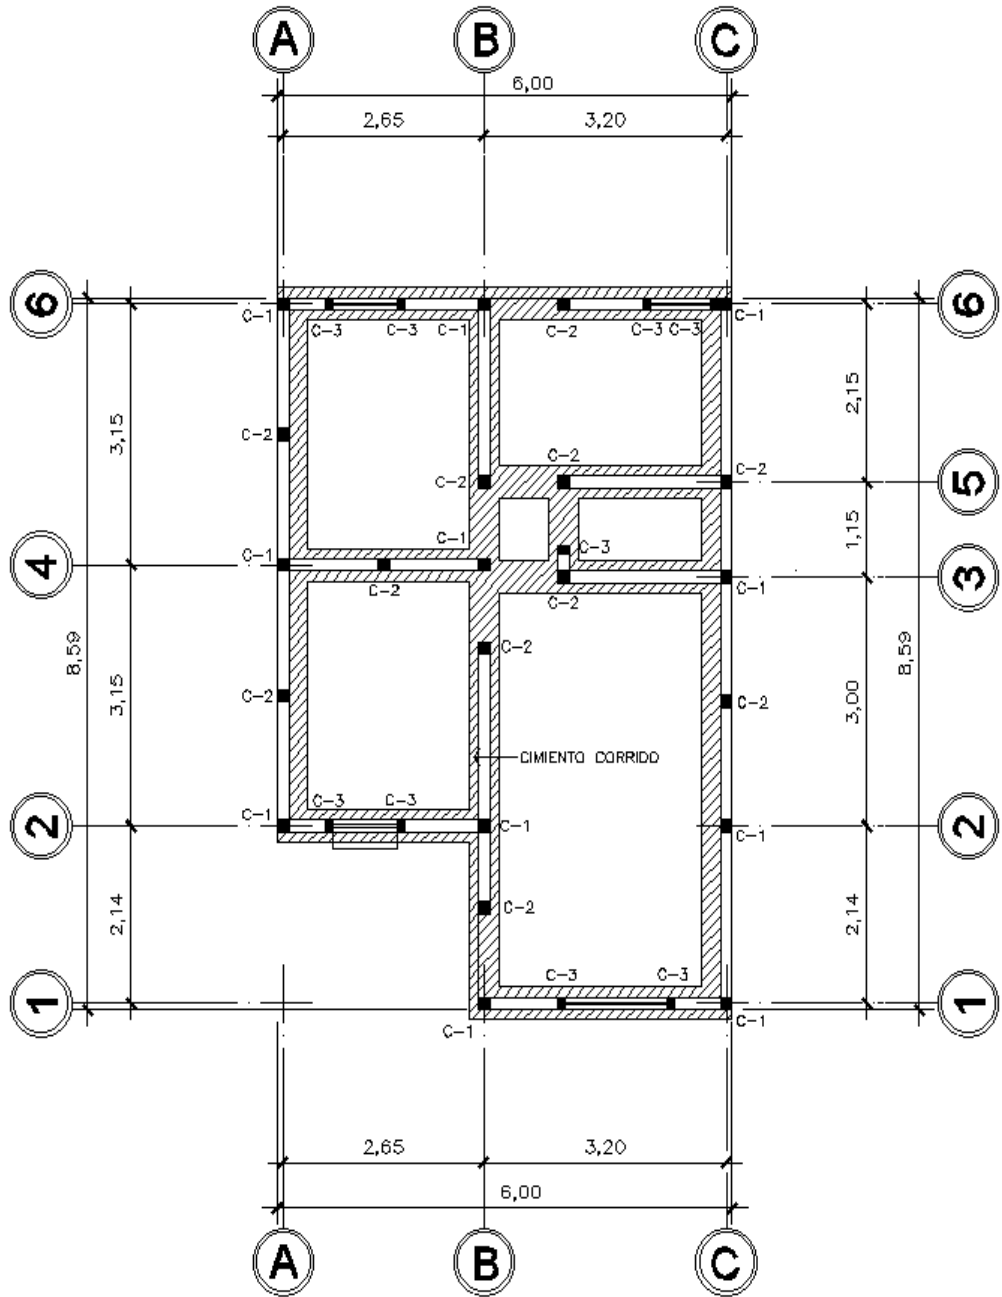 A B C
6,00
2,65 3,20
6 6
C-1 C-3 C-3 C-1 C-2 C-3 C-3 C-1
3,15 2,15
C-2 C-2 C-2 C-2
5
C-1 C-1 C-3
4 1,15
C-2 C-2 C-1
3
8,59 8,59
C-2
3,15 C-2 C-2 3,00
CIMIENTO CORRIDO
C-1 C-3 C-3 C-1 C-1
2 2
2,14 C-2 2,14
C-3 C-3
1 1
C-1 C-1
2,65 3,20
6,00
A B C